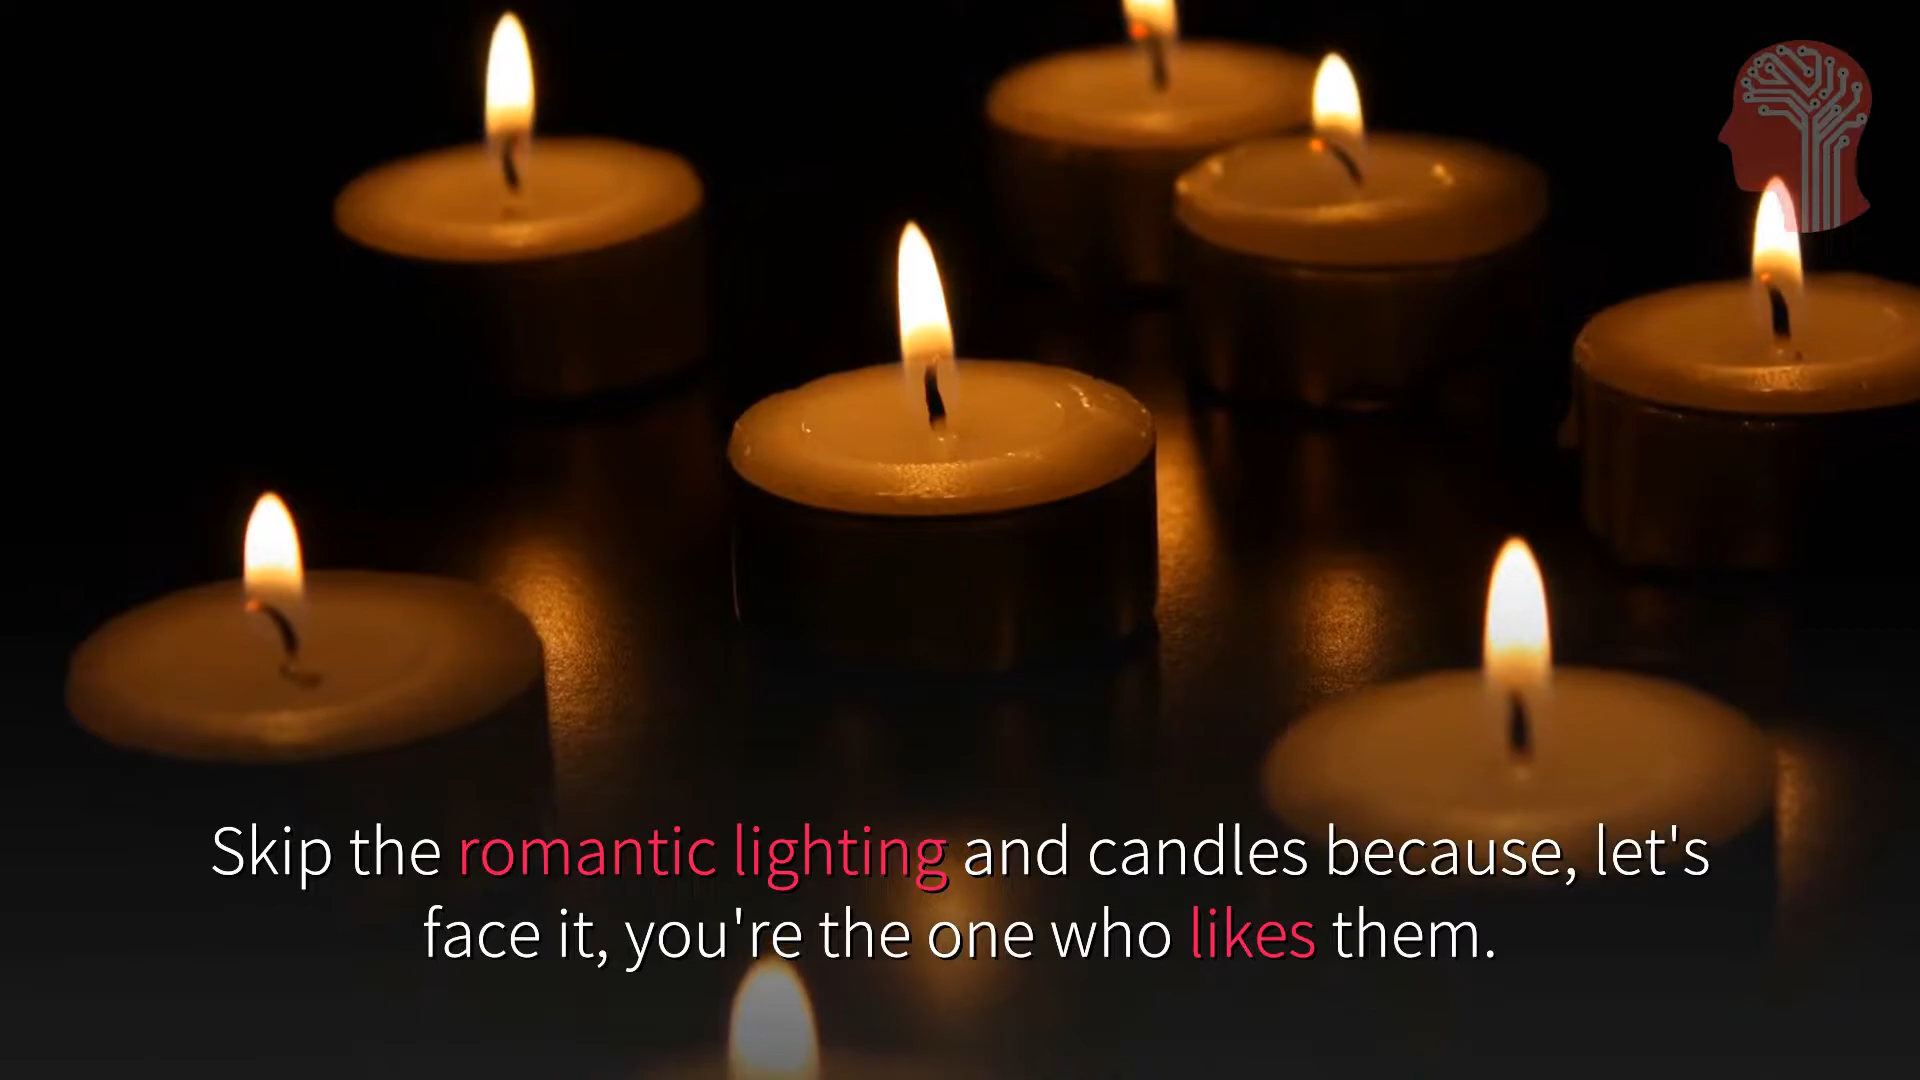 Skip the romantic lighting and candles because, let's
face it, you're the one who likes them.